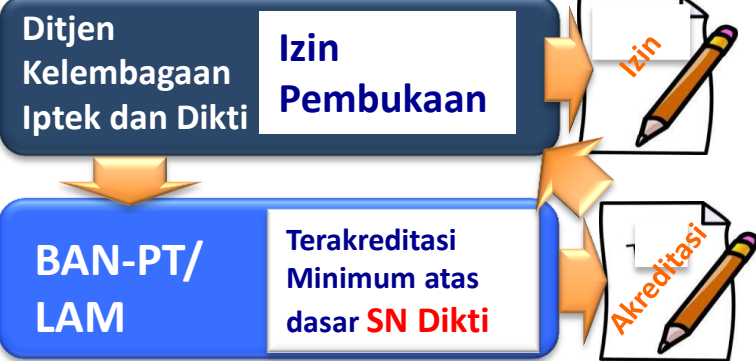 Ditjen
Kelembagaan
Iptek dan Dikti
Izin
Pembukaan
Izin
BAN-PT/
LAM
Terakreditasi
Minimum atas
dasar SN Dikti
Akreditasi